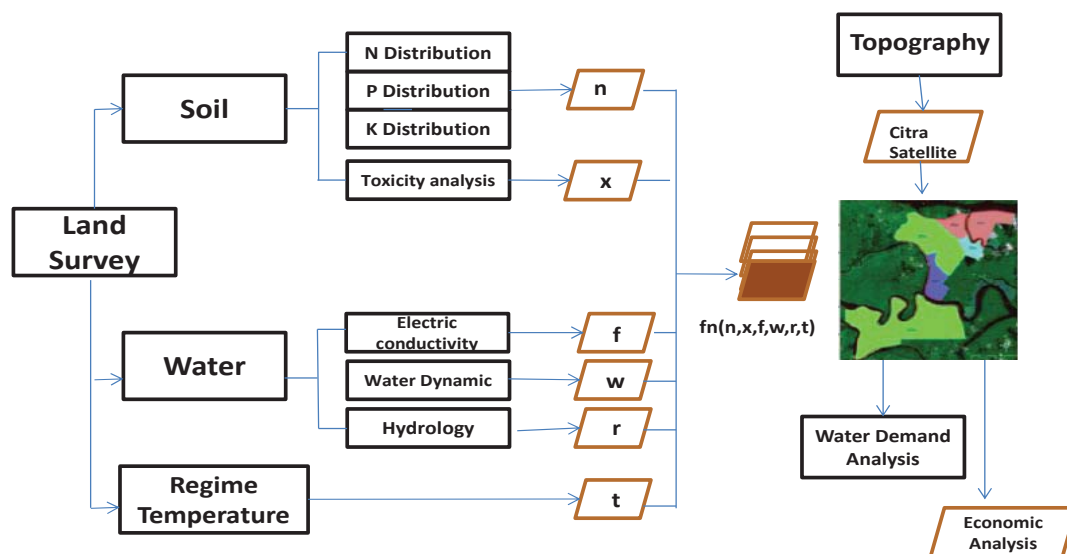 Land
Survey
Soil
Water
Regime
Temperature
N Distribution
P Distribution
K Distribution
Toxicity analysis
Electric
conductivity
Water Dynamic
Hydrology
n
x
f
w
r
t
fn(n,x,f,w,r,t)
Topography
Citra
Satellite
Water Demand
Analysis
Economic
Analysis